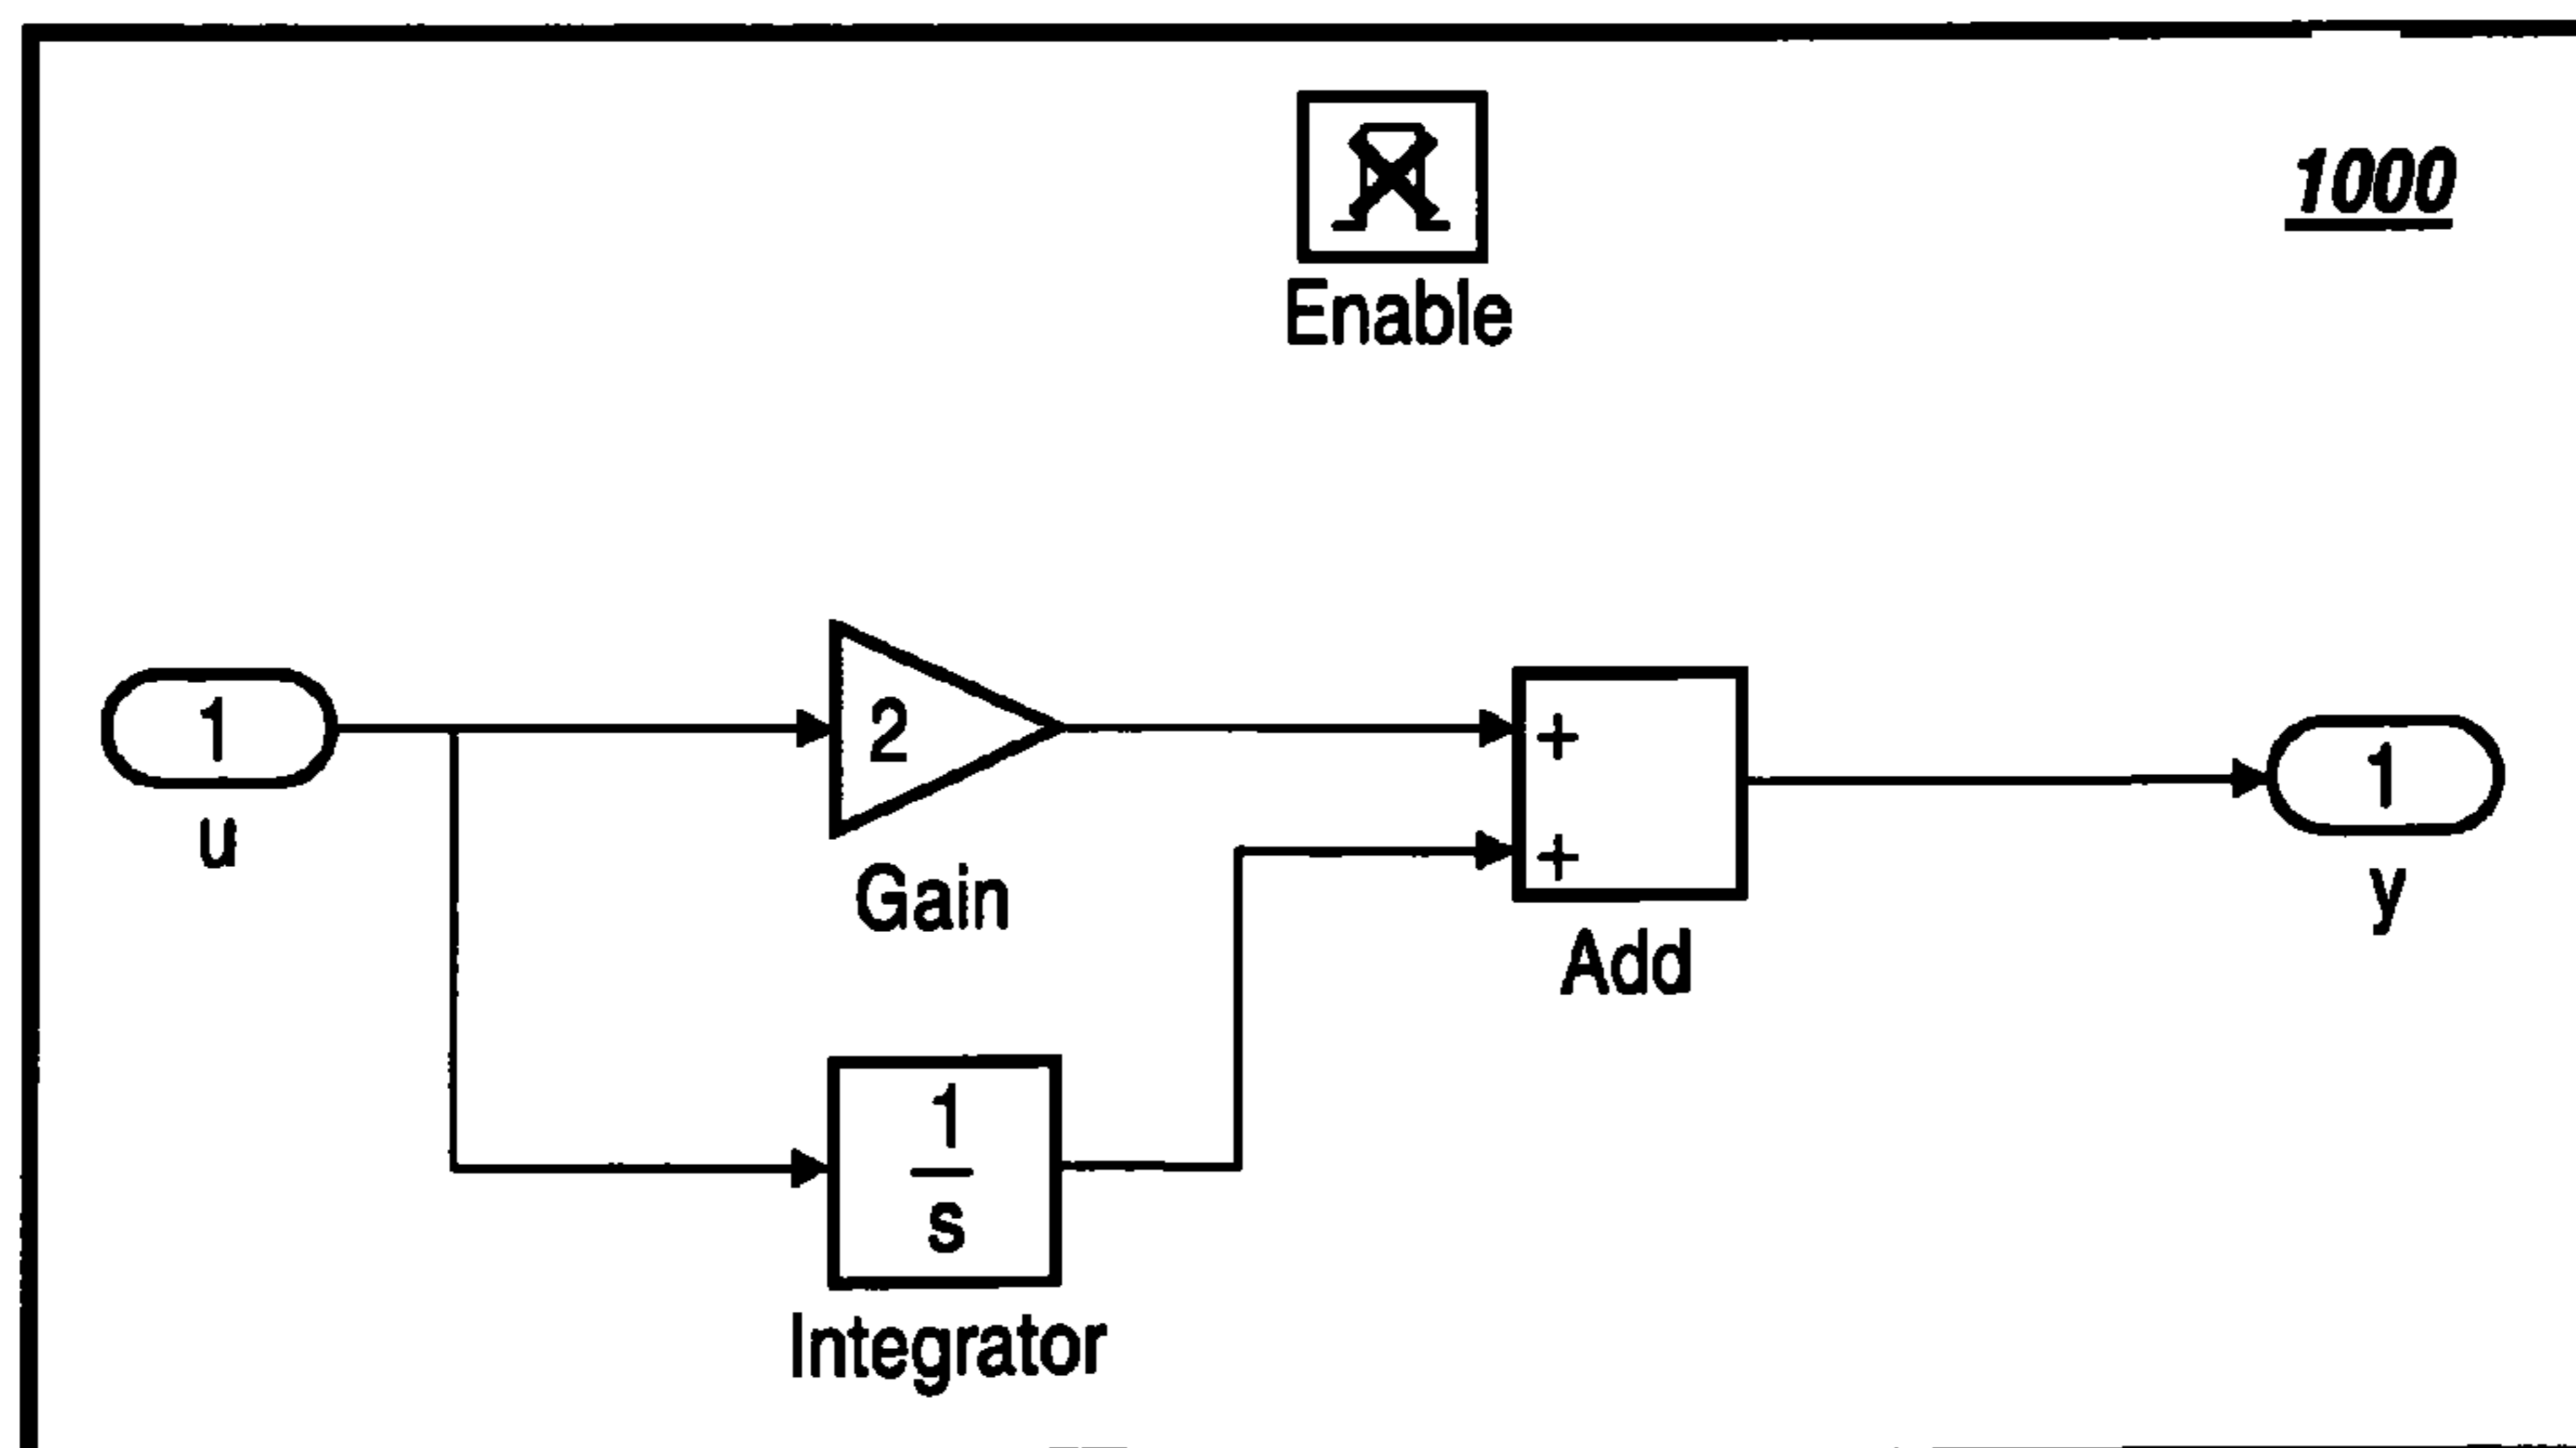 1000
Enable
1
u
2
Gain
+
+
Add
1
y
1
s
Integrator